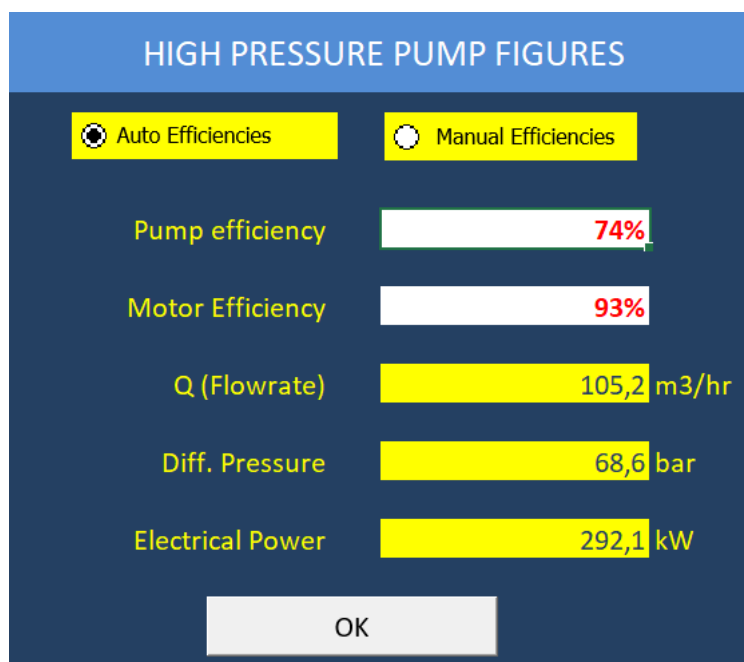 HIGH PRESSURE PUMP FIGURES
Auto Efficiencies Manual Efficiencies
Pump efficiency 74%
Motor Efficiency 93%
Q (Flowrate) 105,2 m3/hr
Diff. Pressure 68,6 bar
Electrical Power 292,1 kW
OK